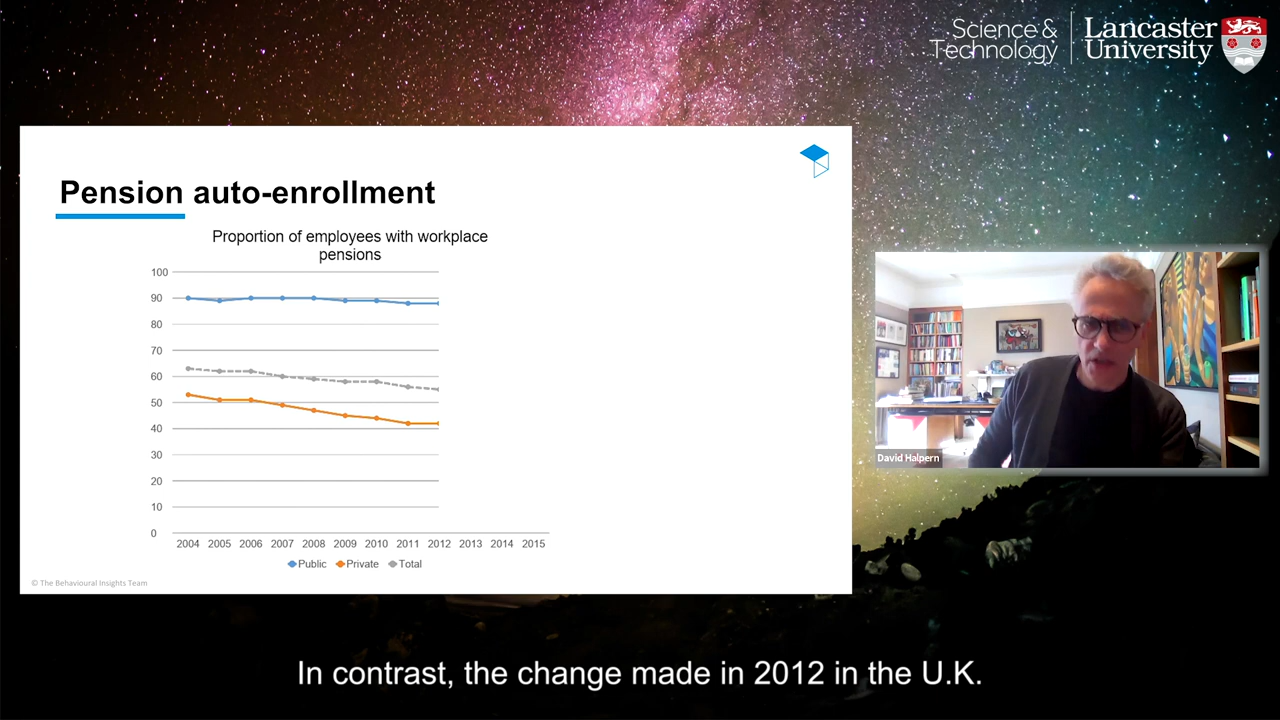 Science &
Technology
Lancaster
University
Pension auto-enrollment
Proportion of employees with workplace
pensions
100
90
80
70
60
50
40
30
20
10
0
2004 2005 2006 2007 2008 2009 2010 2011 2012 2013 2014 2015
Public Private Total
© The Behavioural Insights Team
David Halpern
In contrast, the change made in 2012 in the U.K.